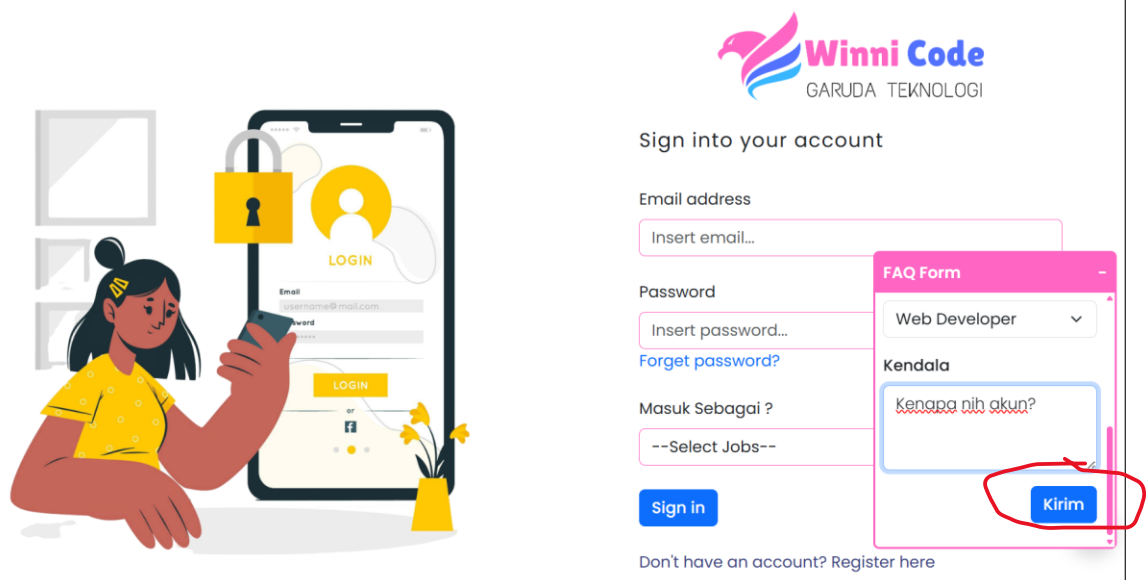 Winni Code
GARUDA TEKNOLOGI
Sign into your account
Email address
Insert email...
Password
Insert password...
Forget password?
Masuk Sebagai ?
--Select Jobs--
Sign in
Don't have an account? Register here
FAQ Form
Web Developer
Kendala
Kenapa nih akun?
Kirim
LOGIN
Email
username@mail.com
sword
LOGIN
or